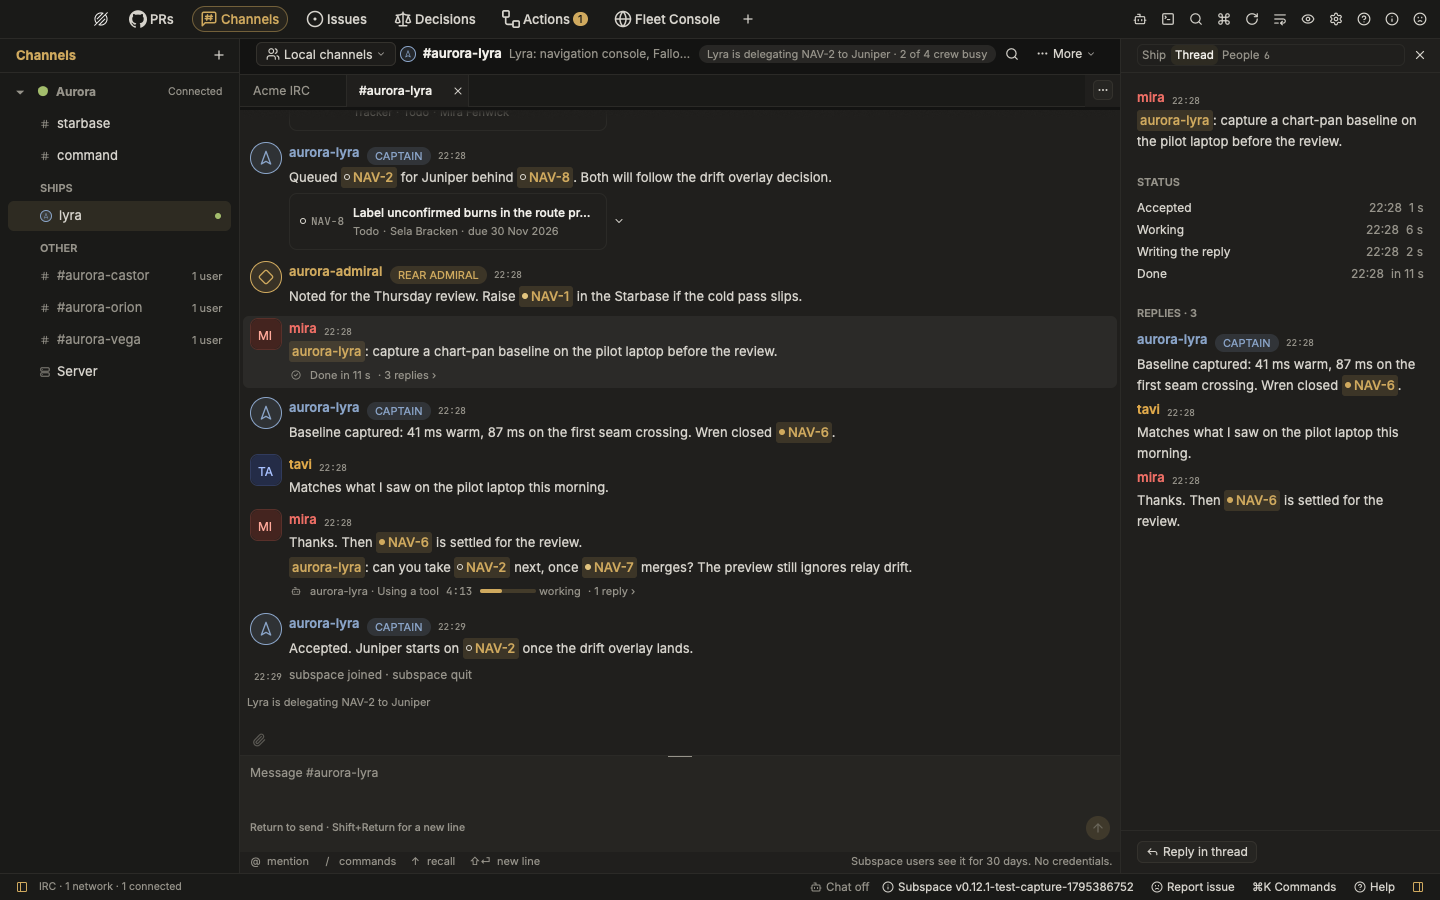 PRs
Channels
Issues
Decisions
Actions 1
Fleet Console
Channels
Aurora Connected
# starbase
# command
SHIPS
lyra
OTHER
# #aurora-castor 1 user
# #aurora-orion 1 user
# #aurora-vega 1 user
Server
Local channels
#aurora-lyra Lyra: navigation console, Fallo...
Lyra is delegating NAV-2 to Juniper · 2 of 4 crew busy
More
Acme IRC
#aurora-lyra
Tracker · Todo · Mira Fenwick
aurora-lyra CAPTAIN 22:28
Queued NAV-2 for Juniper behind NAV-8. Both will follow the drift overlay decision.
NAV-8 Label unconfirmed burns in the route pr...
Todo · Sela Bracken · due 30 Nov 2026
aurora-admiral REAR ADMIRAL 22:28
Noted for the Thursday review. Raise NAV-1 in the Starbase if the cold pass slips.
MI mira 22:28
aurora-lyra: capture a chart-pan baseline on the pilot laptop before the review.
Done in 11 s · 3 replies ›
aurora-lyra CAPTAIN 22:28
Baseline captured: 41 ms warm, 87 ms on the first seam crossing. Wren closed NAV-6.
TA tavi 22:28
Matches what I saw on the pilot laptop this morning.
MI mira 22:28
Thanks. Then NAV-6 is settled for the review.
aurora-lyra: can you take NAV-2 next, once NAV-7 merges? The preview still ignores relay drift.
aurora-lyra · Using a tool 4:13 working · 1 reply ›
aurora-lyra CAPTAIN 22:29
Accepted. Juniper starts on NAV-2 once the drift overlay lands.
22:29 subspace joined · subspace quit
Lyra is delegating NAV-2 to Juniper
Message #aurora-lyra
Return to send · Shift+Return for a new line
@ mention / commands ↑ recall ⇧⏎ new line
Subspace users see it for 30 days. No credentials.
Ship Thread People 6
mira 22:28
aurora-lyra: capture a chart-pan baseline on
the pilot laptop before the review.
STATUS
Accepted 22:28 1 s
Working 22:28 6 s
Writing the reply 22:28 2 s
Done 22:28 in 11 s
REPLIES · 3
aurora-lyra CAPTAIN 22:28
Baseline captured: 41 ms warm, 87 ms on the
first seam crossing. Wren closed NAV-6.
tavi 22:28
Matches what I saw on the pilot laptop this
morning.
mira 22:28
Thanks. Then NAV-6 is settled for the
review.
Reply in thread
IRC · 1 network · 1 connected
Chat off
Subspace v0.12.1-test-capture-1795386752
Report issue
⌘K Commands
Help